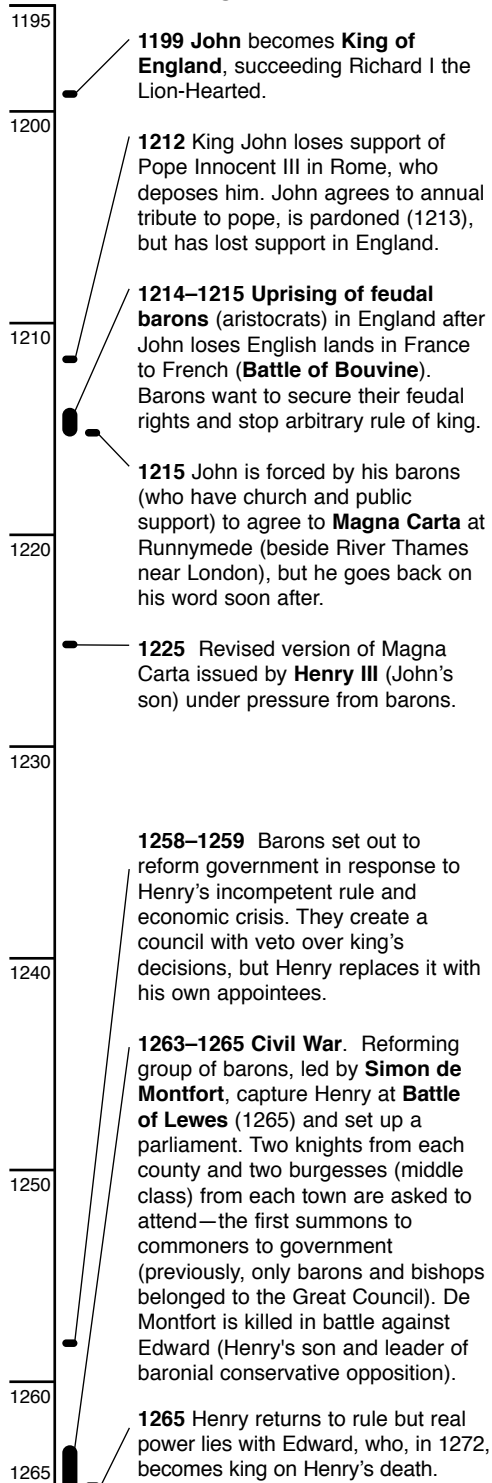 1195
1199 John becomes King of
England, succeeding Richard I the
Lion-Hearted.
1200
1212 King John loses support of
Pope Innocent III in Rome, who
deposes him. John agrees to annual
tribute to pope, is pardoned (1213),
but has lost support in England.
1214–1215 Uprising of feudal
barons (aristocrats) in England after
John loses English lands in France
to French (Battle of Bouvine).
Barons want to secure their feudal
rights and stop arbitrary rule of king.
1210
1215 John is forced by his barons
(who have church and public
support) to agree to Magna Carta at
Runnymede (beside River Thames
near London), but he goes back on
his word soon after.
1220
1225 Revised version of Magna
Carta issued by Henry III (John's
son) under pressure from barons.
1230
1258–1259 Barons set out to
reform government in response to
Henry's incompetent rule and
economic crisis. They create a
council with veto over king's
decisions, but Henry replaces it with
his own appointees.
1240
1263–1265 Civil War. Reforming
group of barons, led by Simon de
Montfort, capture Henry at Battle
of Lewes (1265) and set up a
parliament. Two knights from each
county and two burgesses (middle
class) from each town are asked to
attend—the first summons to
commoners to government
(previously, only barons and bishops
belonged to the Great Council). De
Montfort is killed in battle against
Edward (Henry's son and leader of
baronial conservative opposition).
1250
1260
1265 Henry returns to rule but real
power lies with Edward, who, in 1272,
becomes king on Henry's death.
1265